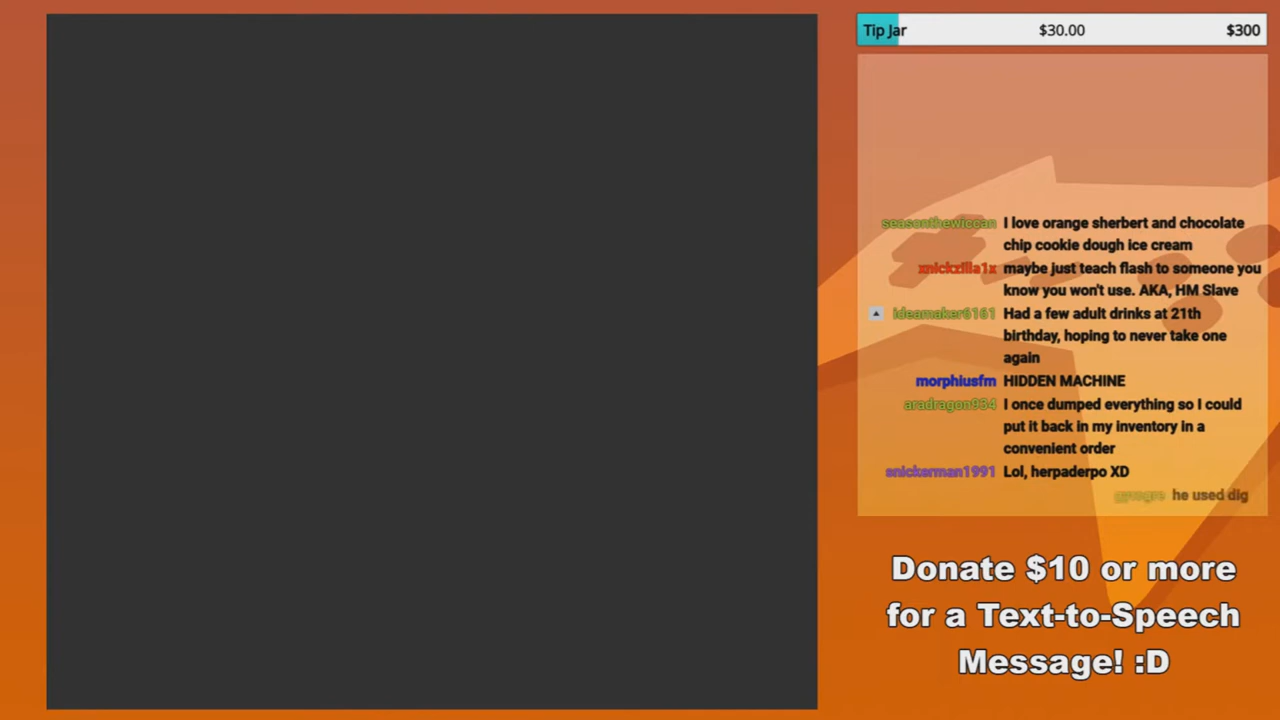 Tip Jar $30.00 $300
seasonthewiccan I love orange sherbert and chocolate
chip cookie dough ice cream
xnickzilla1x maybe just teach flash to someone you
know you won't use. AKA, HM Slave
ideamaker6161 Had a few adult drinks at 21th
birthday, hoping to never take one
again
morphiusfm HIDDEN MACHINE
aradragon934 I once dumped everything so I could
put it back in my inventory in a
convenient order
snickerman1991 Lol, herpaderpo XD
he used dig
Donate $10 or more
for a Text-to-Speech
Message! :D